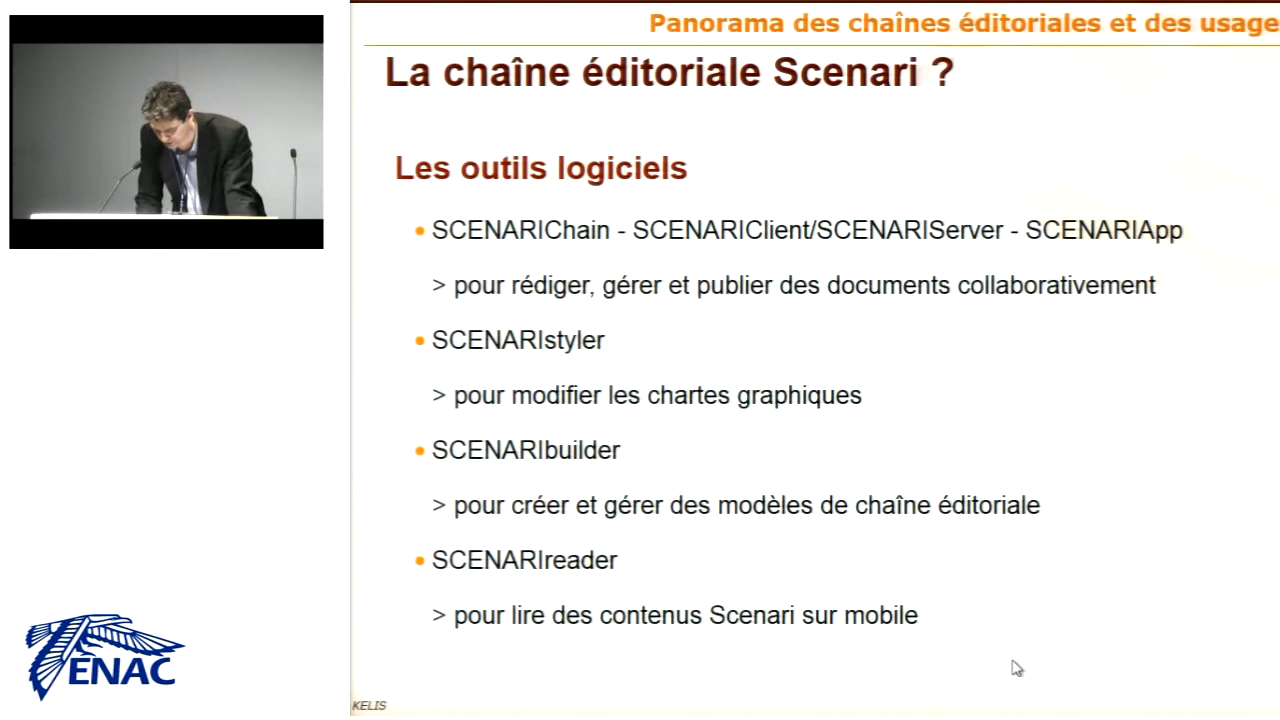 Panorama des chaînes éditoriales et des usage
La chaîne éditoriale Scenari ?
Les outils logiciels
• SCENARIChain - SCENARIClient/SCENARIServer - SCENARIApp
> pour rédiger, gérer et publier des documents collaborativement
• SCENARIstyler
> pour modifier les chartes graphiques
• SCENARIbuilder
> pour créer et gérer des modèles de chaîne éditoriale
• SCENARIreader
> pour lire des contenus Scenari sur mobile
ENAC
KELIS